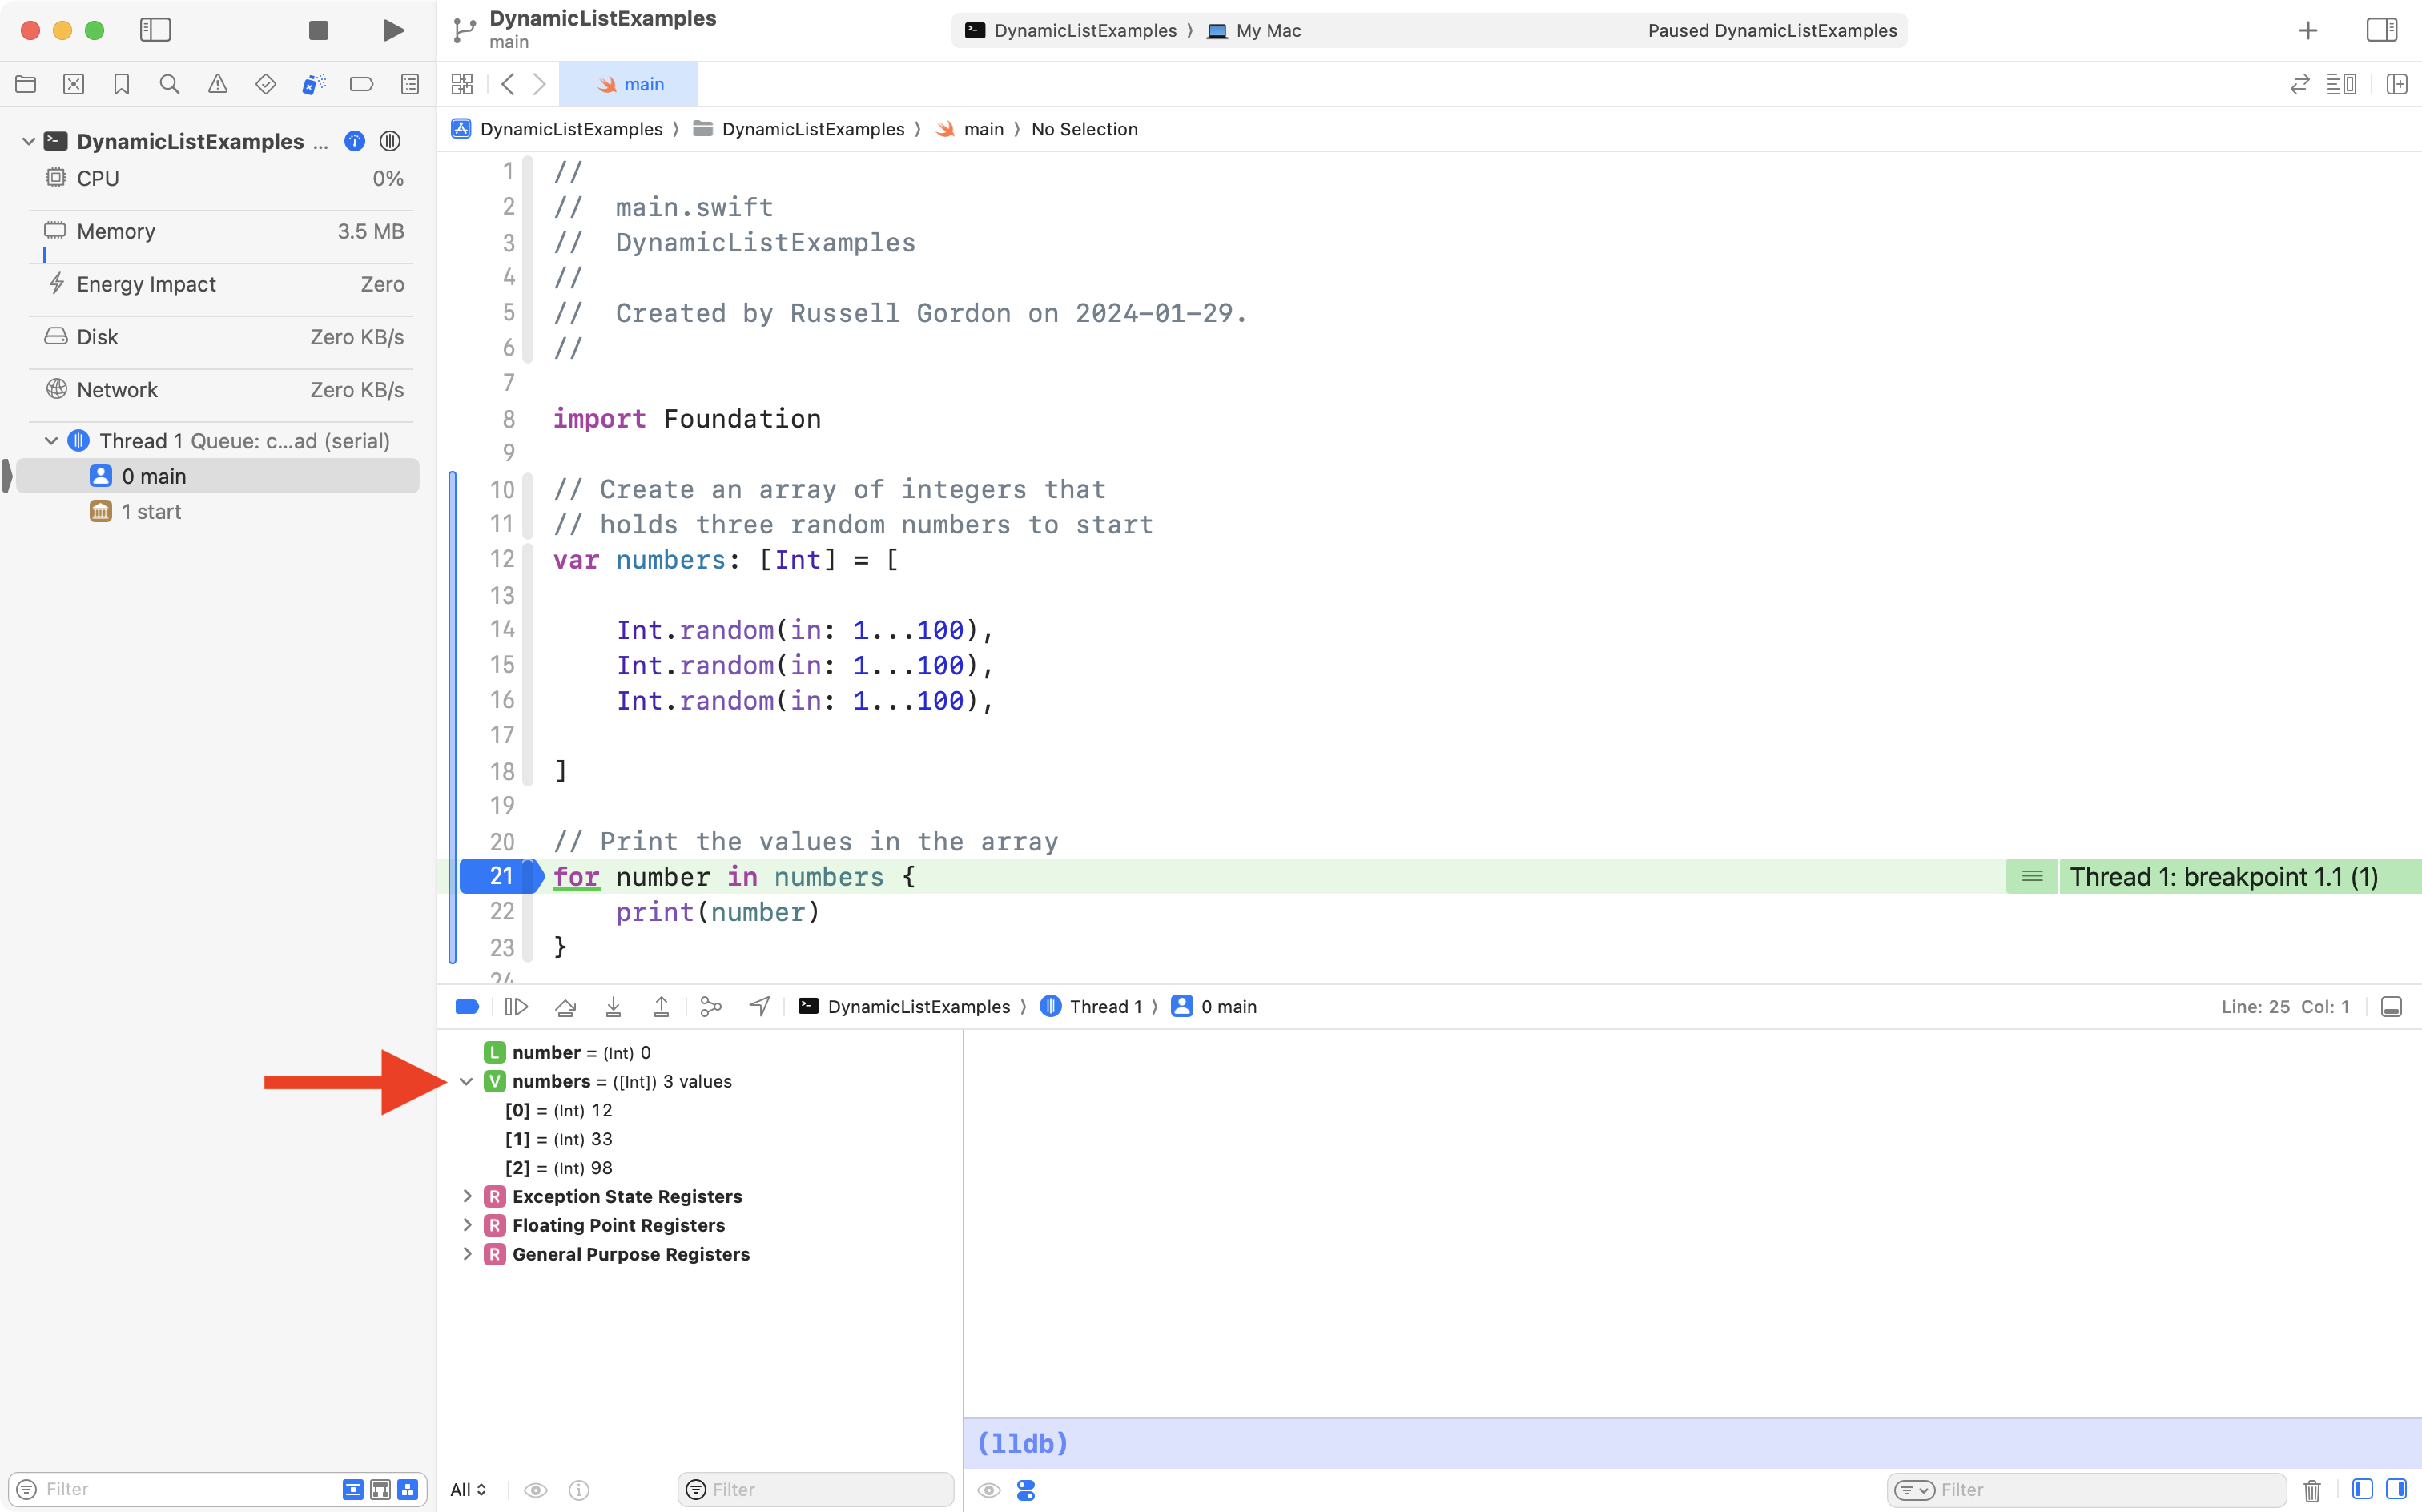 DynamicListExamples
main
DynamicListExamples 〉 My Mac
Paused DynamicListExamples
main
DynamicListExamples 〉 DynamicListExamples 〉 main 〉 No Selection
DynamicListExamples ...
CPU 0%
Memory 3.5 MB
Energy Impact Zero
Disk Zero KB/s
Network Zero KB/s
Thread 1 Queue: c...ad (serial)
0 main
1 start
1 //
2 //  main.swift
3 //  DynamicListExamples
4 //
5 //  Created by Russell Gordon on 2024-01-29.
6 //
7
8 import Foundation
9
10 // Create an array of integers that
11 // holds three random numbers to start
12 var numbers: [Int] = [
13
14     Int.random(in: 1...100),
15     Int.random(in: 1...100),
16     Int.random(in: 1...100),
17
18 ]
19
20 // Print the values in the array
21 for number in numbers {
Thread 1: breakpoint 1.1 (1)
22     print(number)
23 }
24
DynamicListExamples 〉 Thread 1 〉 0 main
Line: 25 Col: 1
L number = (Int) 0
V numbers = ([Int]) 3 values
[0] = (Int) 12
[1] = (Int) 33
[2] = (Int) 98
R Exception State Registers
R Floating Point Registers
R General Purpose Registers
(lldb)
Filter
All
Filter
Filter